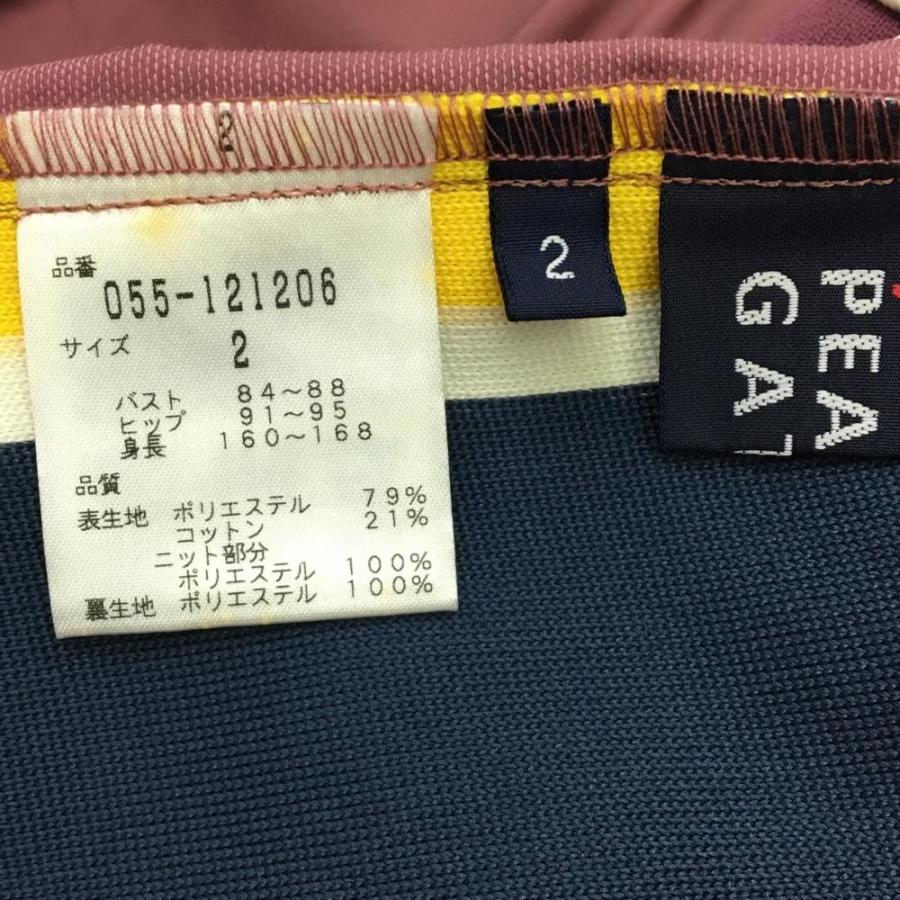 2
品番
055-121206
サイズ 2
バスト 84～88
ヒップ 91～95
身長 160～168
品質
表生地 ポリエステル 79%
コットン 21%
ニット部分
ポリエステル 100%
裏生地 ポリエステル 100%
2
PEA
GAT